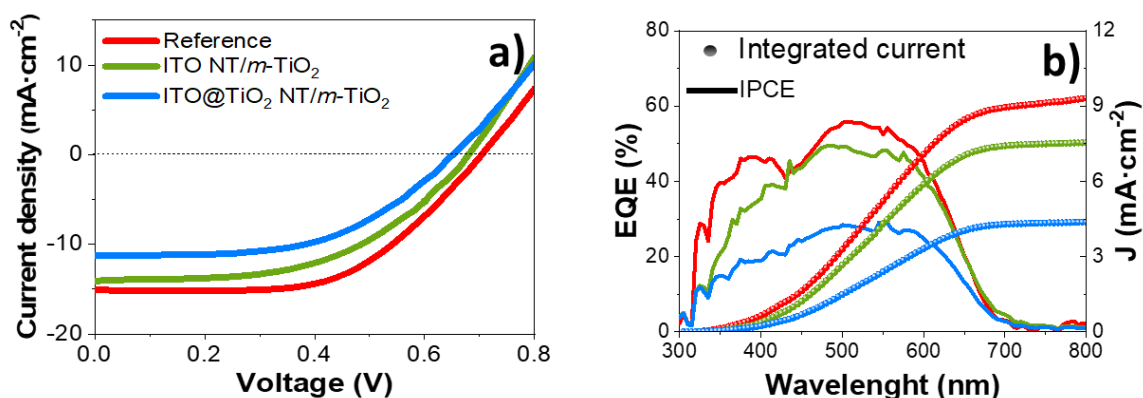 a)
Reference
ITO NT/m-TiO₂
ITO@TiO₂ NT/m-TiO₂
Current density (mA·cm⁻²)
10
0
-10
-20
0.0 0.2 0.4 0.6 0.8
Voltage (V)
b)
Integrated current
IPCE
EQE (%)
80
60
40
20
0
J (mA·cm⁻²)
12
9
6
3
0
300 400 500 600 700 800
Wavelenght (nm)